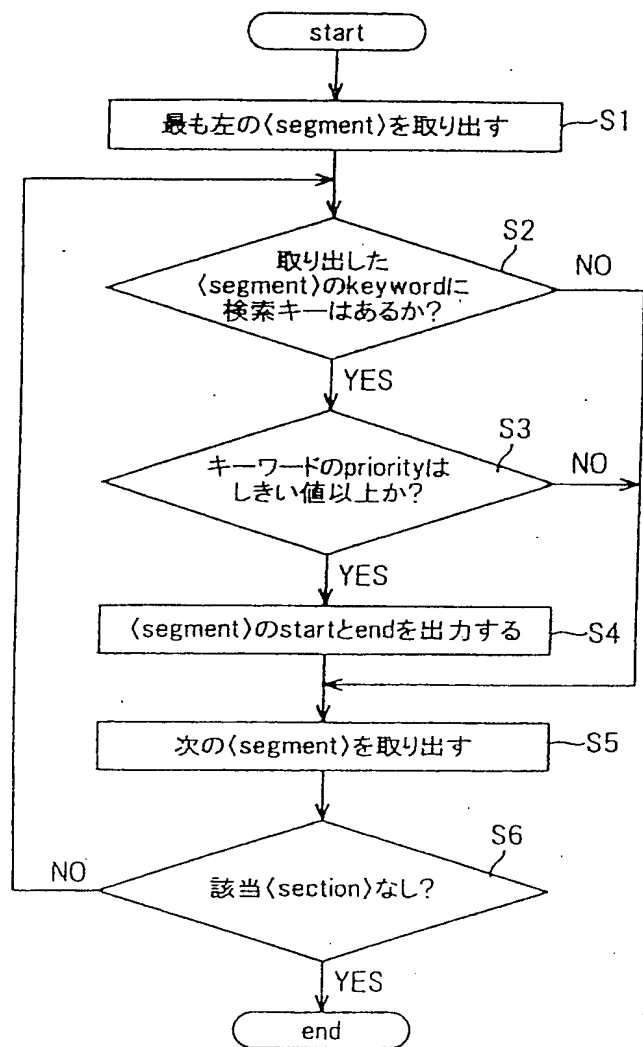 start
最も左の〈segment〉を取り出す
S1
S2
取り出した
〈segment〉のkeywordに
検索キーはあるか?
NO
YES
S3
キーワードのpriorityは
しきい値以上か?
NO
YES
〈segment〉のstartとendを出力する
S4
次の〈segment〉を取り出す
S5
S6
該当〈section〉なし?
NO
YES
end